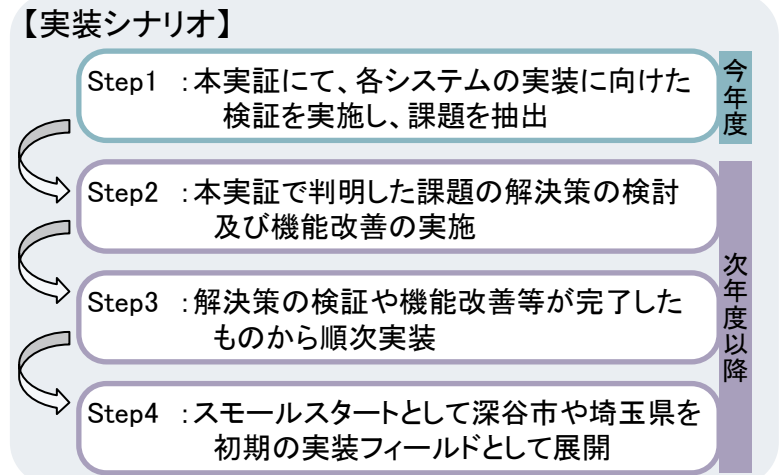 【実装シナリオ】
Step1 ：本実証にて、各システムの実装に向けた
検証を実施し、課題を抽出
今年度
Step2 ：本実証で判明した課題の解決策の検討
及び機能改善の実施
Step3 ：解決策の検証や機能改善等が完了した
ものから順次実装
Step4 ：スモールスタートとして深谷市や埼玉県を
初期の実装フィールドとして展開
次年度以降